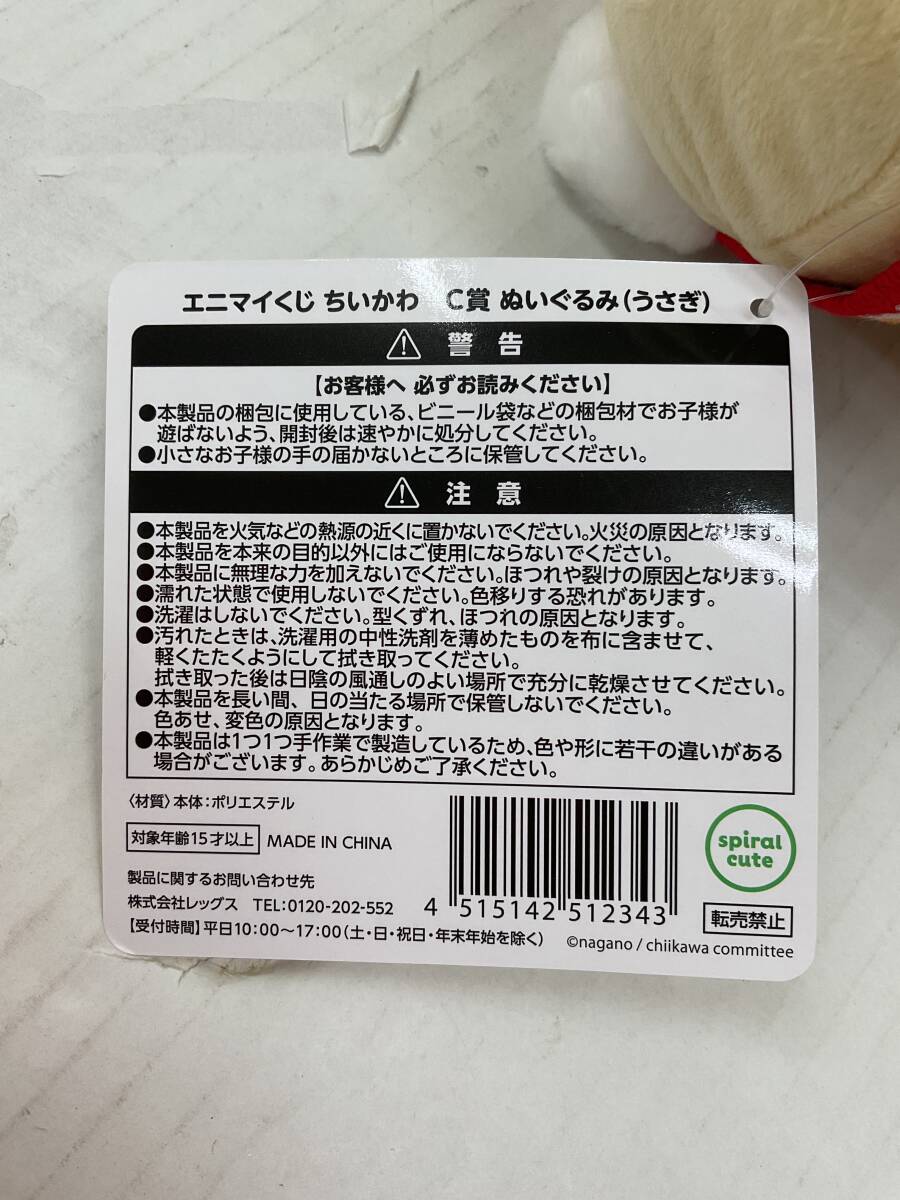 エニマイくじ ちいかわ　C賞 ぬいぐるみ(うさぎ)
警 告
【お客様へ 必ずお読みください】
●本製品の梱包に使用している、ビニール袋などの梱包材でお子様が
遊ばないよう、開封後は速やかに処分してください。
●小さなお子様の手の届かないところに保管してください。
注 意
●本製品を火気などの熱源の近くに置かないでください。火災の原因となります。
●本製品を本来の目的以外にはご使用にならないでください。
●本製品に無理な力を加えないでください。ほつれや裂けの原因となります。
●濡れた状態で使用しないでください。色移りする恐れがあります。
●洗濯はしないでください。型くずれ、ほつれの原因となります。
●汚れたときは、洗濯用の中性洗剤を薄めたものを布に含ませて、
軽くたたくようにして拭き取ってください。
拭き取った後は日陰の風通しのよい場所で充分に乾燥させてください。
●本製品を長い間、日の当たる場所で保管しないでください。
色あせ、変色の原因となります。
●本製品は1つ1つ手作業で製造しているため、色や形に若干の違いがある
場合がございます。あらかじめご了承ください。
〈材質〉本体:ポリエステル
対象年齢15才以上 MADE IN CHINA
製品に関するお問い合わせ先
株式会社レッグス TEL:0120-202-552
【受付時間】平日10:00〜17:00(土・日・祝日・年末年始を除く)
4 515142 512343
spiral
cute
転売禁止
©nagano / chiikawa committee